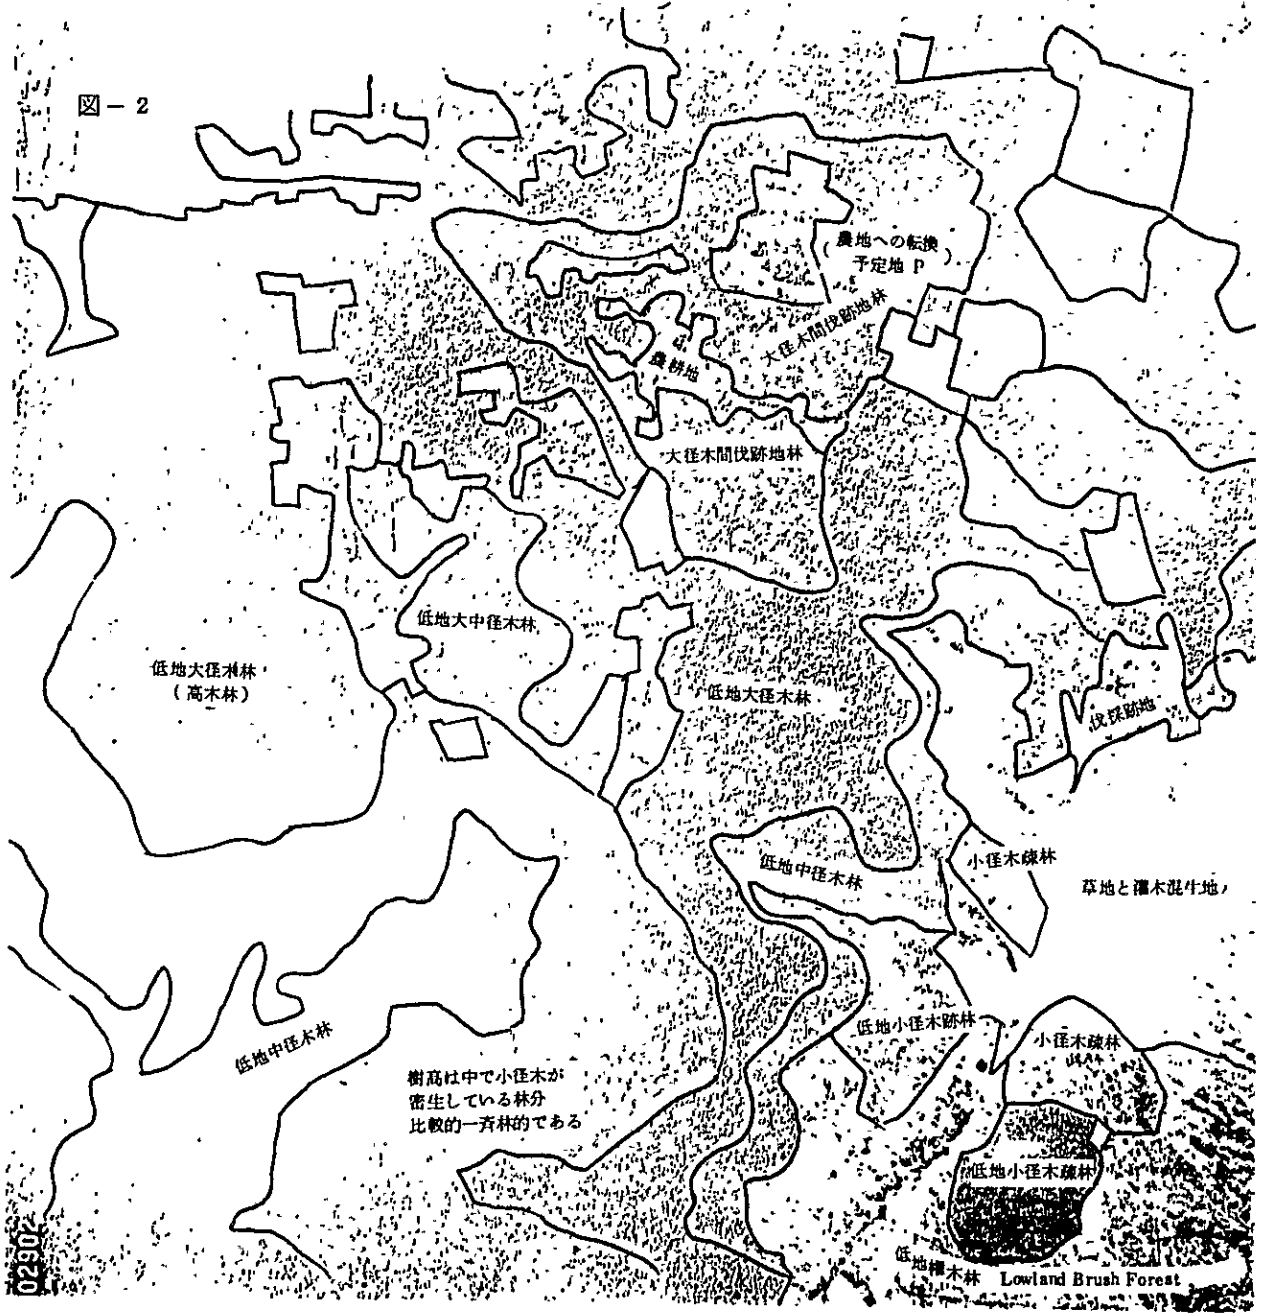 図－2
(農地への転換
予定地 P)
大径木間伐跡地林
農耕地
大径木間伐跡地林
低地大中径木林
低地大径木林
(高木林)
低地大径木林
伐採跡地
低地中径木林
小径木疎林
草地と灌木混生地
低地中径木林
低地小径木跡林
小径木疎林
樹高は中で小径木が
密生している林分
比較的一斉林的である
低地小径木疎林
低地灌木林 Lowland Brush Forest
02902